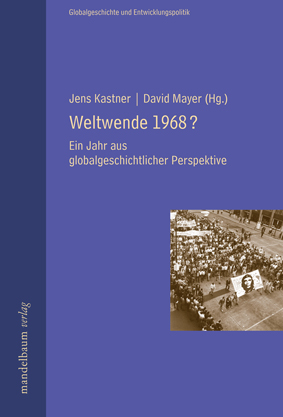 Globalgeschichte und Entwicklungspolitik
Jens Kastner | David Mayer (Hg.)
Weltwende 1968?
Ein Jahr aus
globalgeschichtlicher Perspektive
mandelbaum verlag